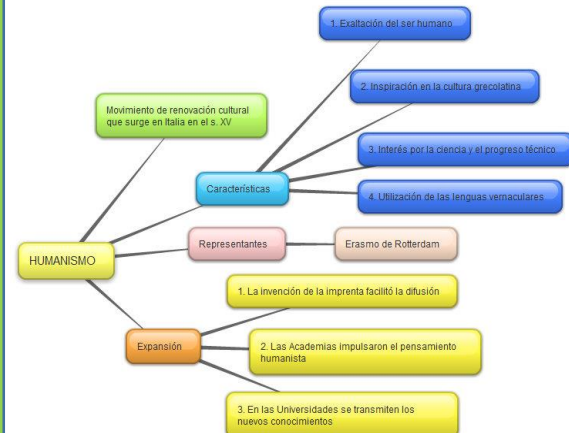 1. Exaltación del ser humano
2. Inspiración en la cultura grecolatina
Movimiento de renovación cultural
que surge en Italia en el s. XV
3. Interés por la ciencia y el progreso técnico
Características
4. Utilización de las lenguas vernaculares
Representantes
Erasmo de Rotterdam
HUMANISMO
1. La invención de la imprenta facilitó la difusión
Expansión
2. Las Academias impulsaron el pensamiento
humanista
3. En las Universidades se transmiten los
nuevos conocimientos